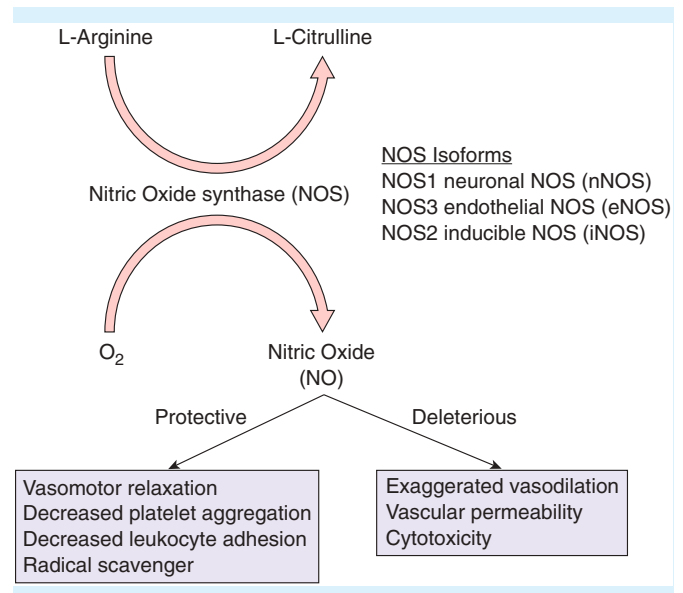 L-Arginine
L-Citrulline
NOS Isoforms
NOS1 neuronal NOS (nNOS)
NOS3 endothelial NOS (eNOS)
NOS2 inducible NOS (iNOS)
Nitric Oxide synthase (NOS)
O2
Nitric Oxide
(NO)
Protective
Deleterious
Vasomotor relaxation
Decreased platelet aggregation
Decreased leukocyte adhesion
Radical scavenger
Exaggerated vasodilation
Vascular permeability
Cytotoxicity